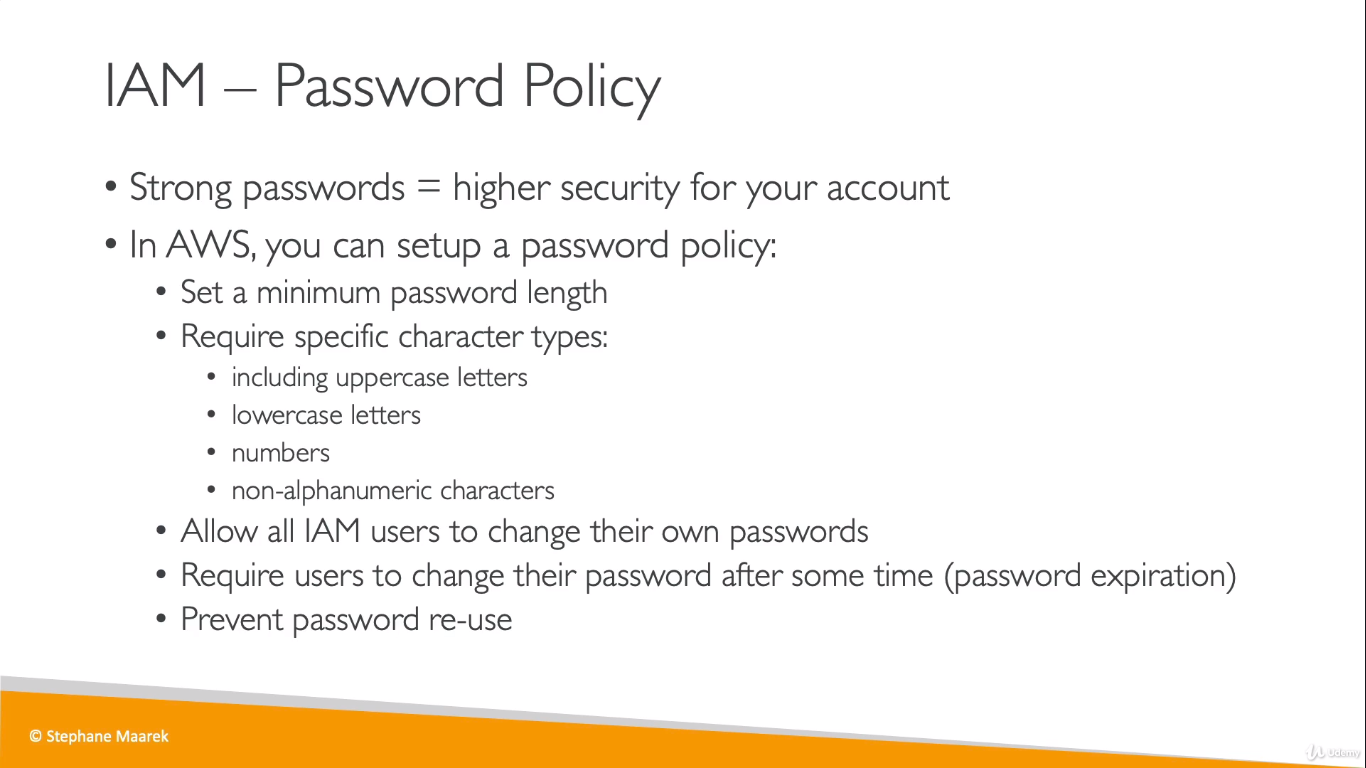 IAM – Password Policy
• Strong passwords = higher security for your account
• In AWS, you can setup a password policy:
• Set a minimum password length
• Require specific character types:
• including uppercase letters
• lowercase letters
• numbers
• non-alphanumeric characters
• Allow all IAM users to change their own passwords
• Require users to change their password after some time (password expiration)
• Prevent password re-use
© Stephane Maarek
Udemy